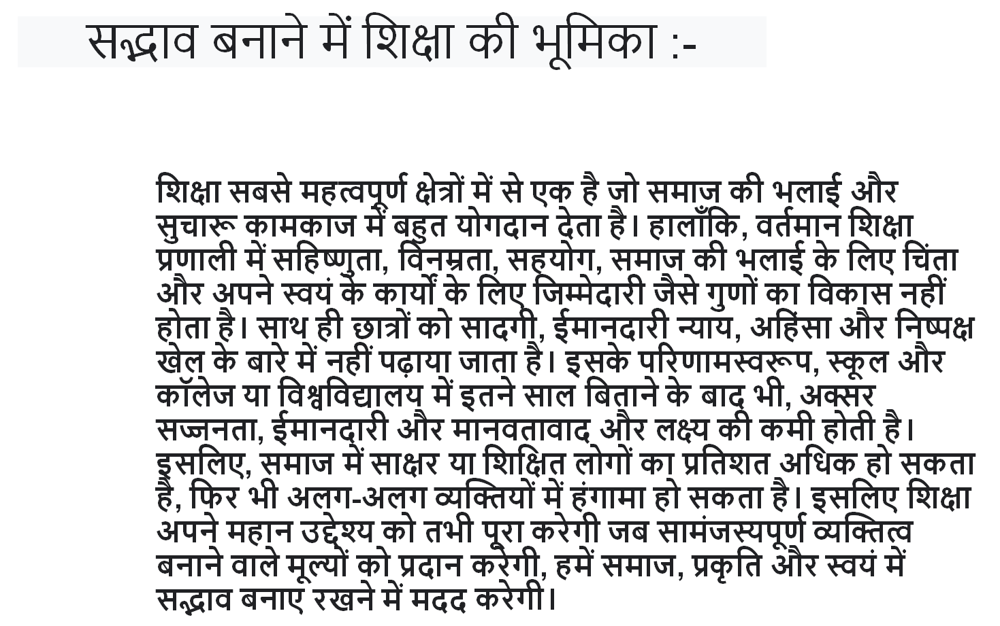 सद्भाव बनाने में शिक्षा की भूमिका :-
शिक्षा सबसे महत्वपूर्ण क्षेत्रों में से एक है जो समाज की भलाई और
सुचारू कामकाज में बहुत योगदान देता है। हालाँकि, वर्तमान शिक्षा
प्रणाली में सहिष्णुता, विनम्रता, सहयोग, समाज की भलाई के लिए चिंता
और अपने स्वयं के कार्यों के लिए जिम्मेदारी जैसे गुणों का विकास नहीं
होता है। साथ ही छात्रों को सादगी, ईमानदारी न्याय, अहिंसा और निष्पक्ष
खेल के बारे में नहीं पढ़ाया जाता है। इसके परिणामस्वरूप, स्कूल और
कॉलेज या विश्वविद्यालय में इतने साल बिताने के बाद भी, अक्सर
सज्जनता, ईमानदारी और मानवतावाद और लक्ष्य की कमी होती है।
इसलिए, समाज में साक्षर या शिक्षित लोगों का प्रतिशत अधिक हो सकता
है, फिर भी अलग-अलग व्यक्तियों में हंगामा हो सकता है। इसलिए शिक्षा
अपने महान उद्देश्य को तभी पूरा करेगी जब सामंजस्यपूर्ण व्यक्तित्व
बनाने वाले मूल्यों को प्रदान करेगी, हमें समाज, प्रकृति और स्वयं में
सद्भाव बनाए रखने में मदद करेगी।